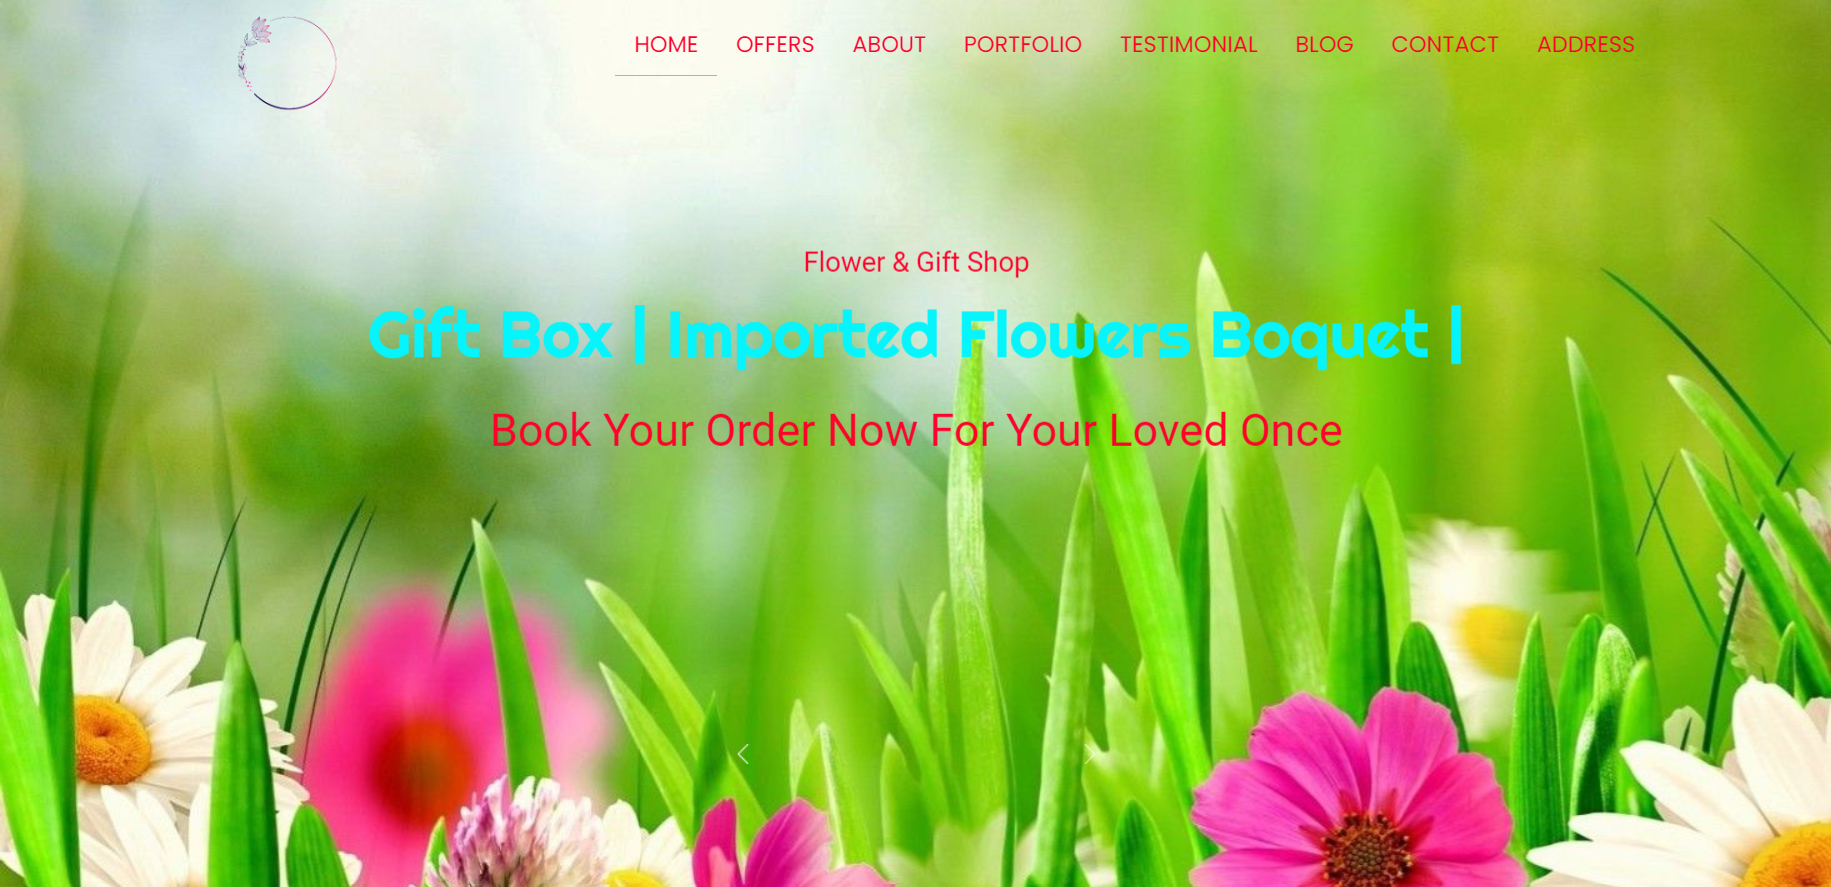 HOME OFFERS ABOUT PORTFOLIO TESTIMONIAL BLOG CONTACT ADDRESS
Flower & Gift Shop
Gift Box | Imported Flowers Boquet |
Book Your Order Now For Your Loved Once